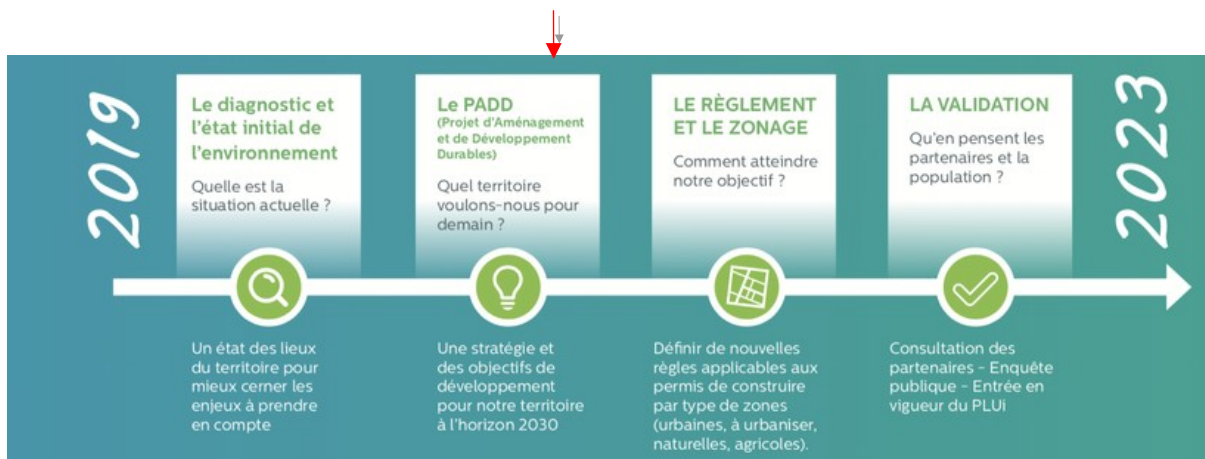 2019
Le diagnostic et
l'état initial de
l'environnement
Quelle est la
situation actuelle ?
Un état des lieux
du territoire pour
mieux cerner les
enjeux à prendre
en compte
Le PADD
(Projet d'Aménagement
et de Développement
Durables)
Quel territoire
voulons-nous pour
demain ?
Une stratégie et
des objectifs de
développement
pour notre territoire
à l'horizon 2030
LE RÈGLEMENT
ET LE ZONAGE
Comment atteindre
notre objectif ?
Définir de nouvelles
règles applicables aux
permis de construire
par type de zones
(urbaines, à urbaniser,
naturelles, agricoles).
LA VALIDATION
Qu'en pensent les
partenaires et la
population ?
Consultation des
partenaires – Enquête
publique – Entrée en
vigueur du PLUi
2023